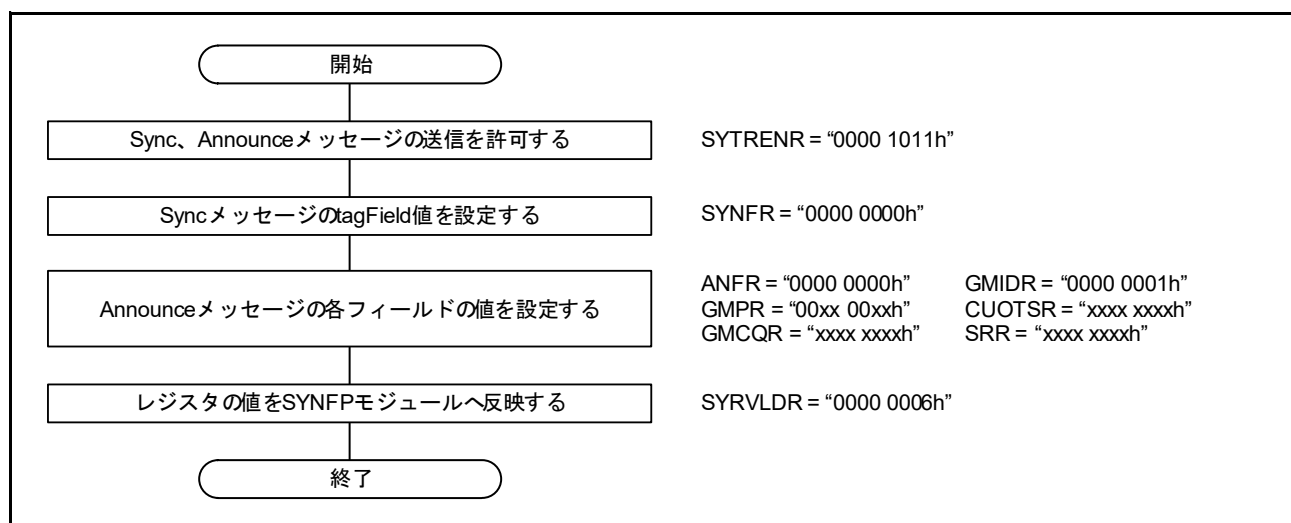 開始
Sync、Announceメッセージの送信を許可する
SYTRENR = “0000 1011h”
SyncメッセージのtagField値を設定する
SYNFR = “0000 0000h”
Announceメッセージの各フィールドの値を設定する
ANFR = “0000 0000h” GMIDR = “0000 0001h”
GMPR = “00xx 00xxh” CUOTSR = “xxxx xxxxh”
GMCQR = “xxxx xxxxh” SRR = “xxxx xxxxh”
レジスタの値をSYNFPモジュールへ反映する
SYRVLDR = “0000 0006h”
終了